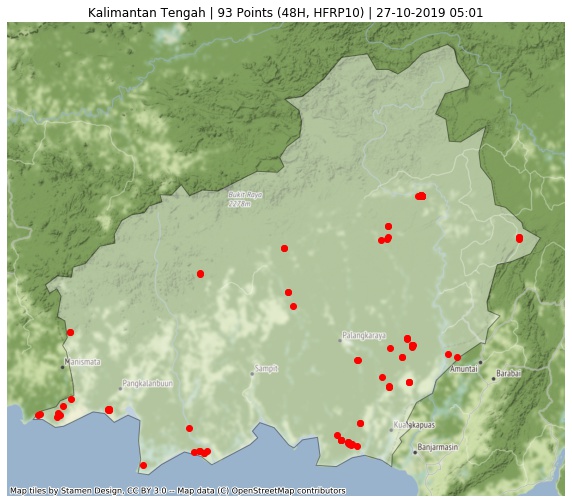 Kalimantan Tengah | 93 Points (48H, HFRP10) | 27-10-2019 05:01
Bukit Raya
2278m
Palangkaraya
Manismata
Sampit
Amuntai
Barabai
Pangkalanbuun
Kualakapuas
Banjarmasin
Map tiles by Stamen Design, CC BY 3.0 -- Map data (C) OpenStreetMap contributors